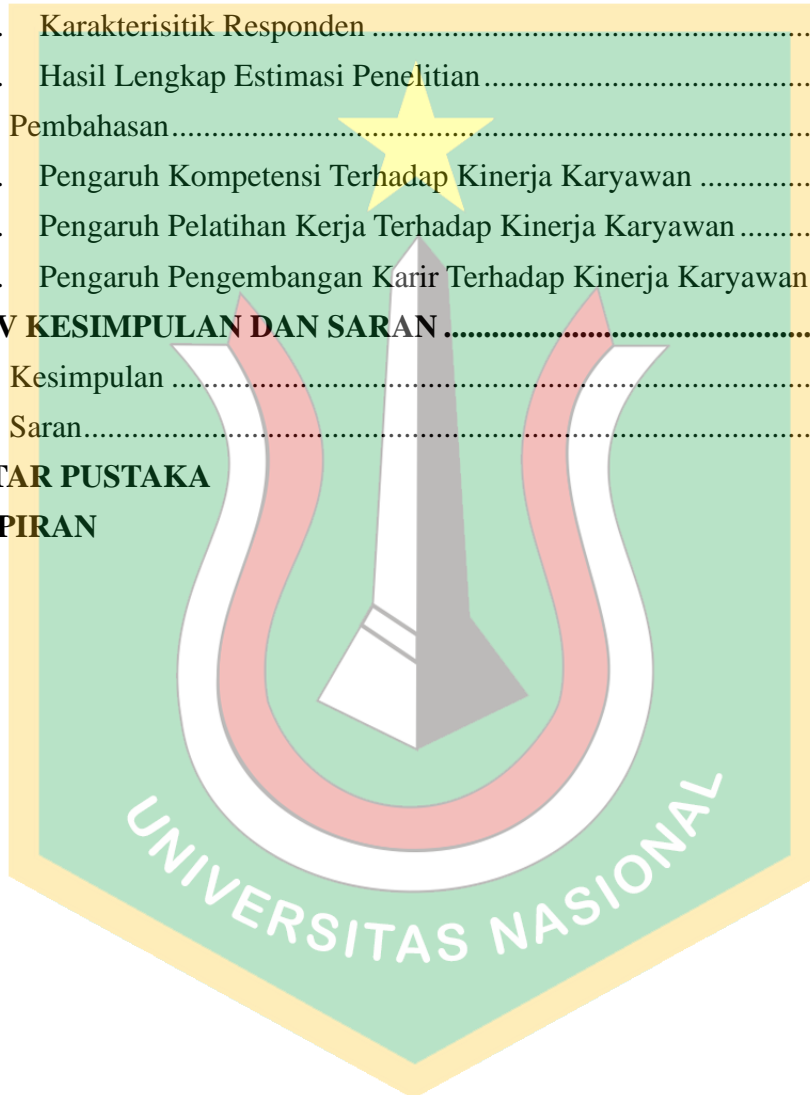 . Karakterisitik Responden ........................................................
. Hasil Lengkap Estimasi Penelitian .........................................
Pembahasan ................................................................................
. Pengaruh Kompetensi Terhadap Kinerja Karyawan ..............
. Pengaruh Pelatihan Kerja Terhadap Kinerja Karyawan .........
. Pengaruh Pengembangan Karir Terhadap Kinerja Karyawan
V KESIMPULAN DAN SARAN ..............................................
Kesimpulan ................................................................................
Saran ...........................................................................................
TAR PUSTAKA
PIRAN
UNIVERSITAS NASIONAL